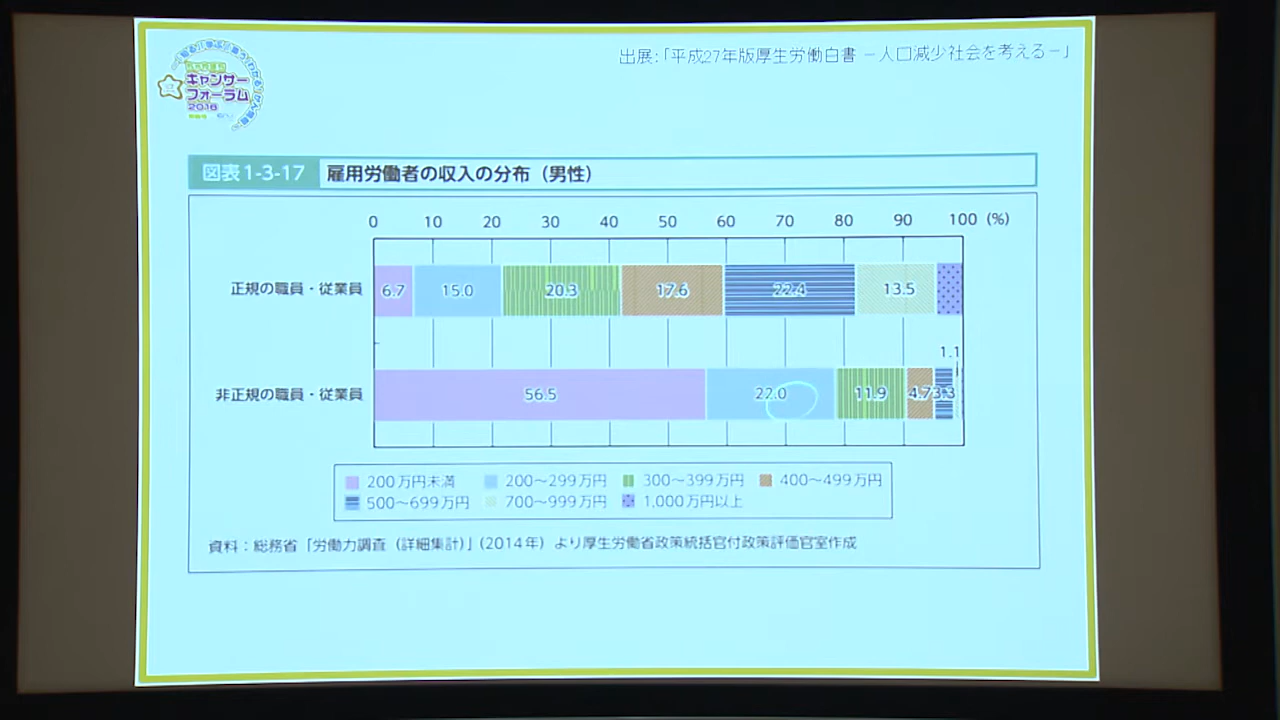 出展:「平成27年版厚生労働白書 －人口減少社会を考える－」
キャンサー
フォーラム
2016
図表1-3-17 雇用労働者の収入の分布（男性）
0 10 20 30 40 50 60 70 80 90 100 (%)
正規の職員・従業員 6.7 15.0 20.3 17.6 22.4 13.5
1.1
非正規の職員・従業員 56.5 22.0 11.9 4.7 3.3
200万円未満 200～299万円 300～399万円 400～499万円
500～699万円 700～999万円 1,000万円以上
資料：総務省「労働力調査（詳細集計）」(2014年) より厚生労働省政策統括官付政策評価官室作成